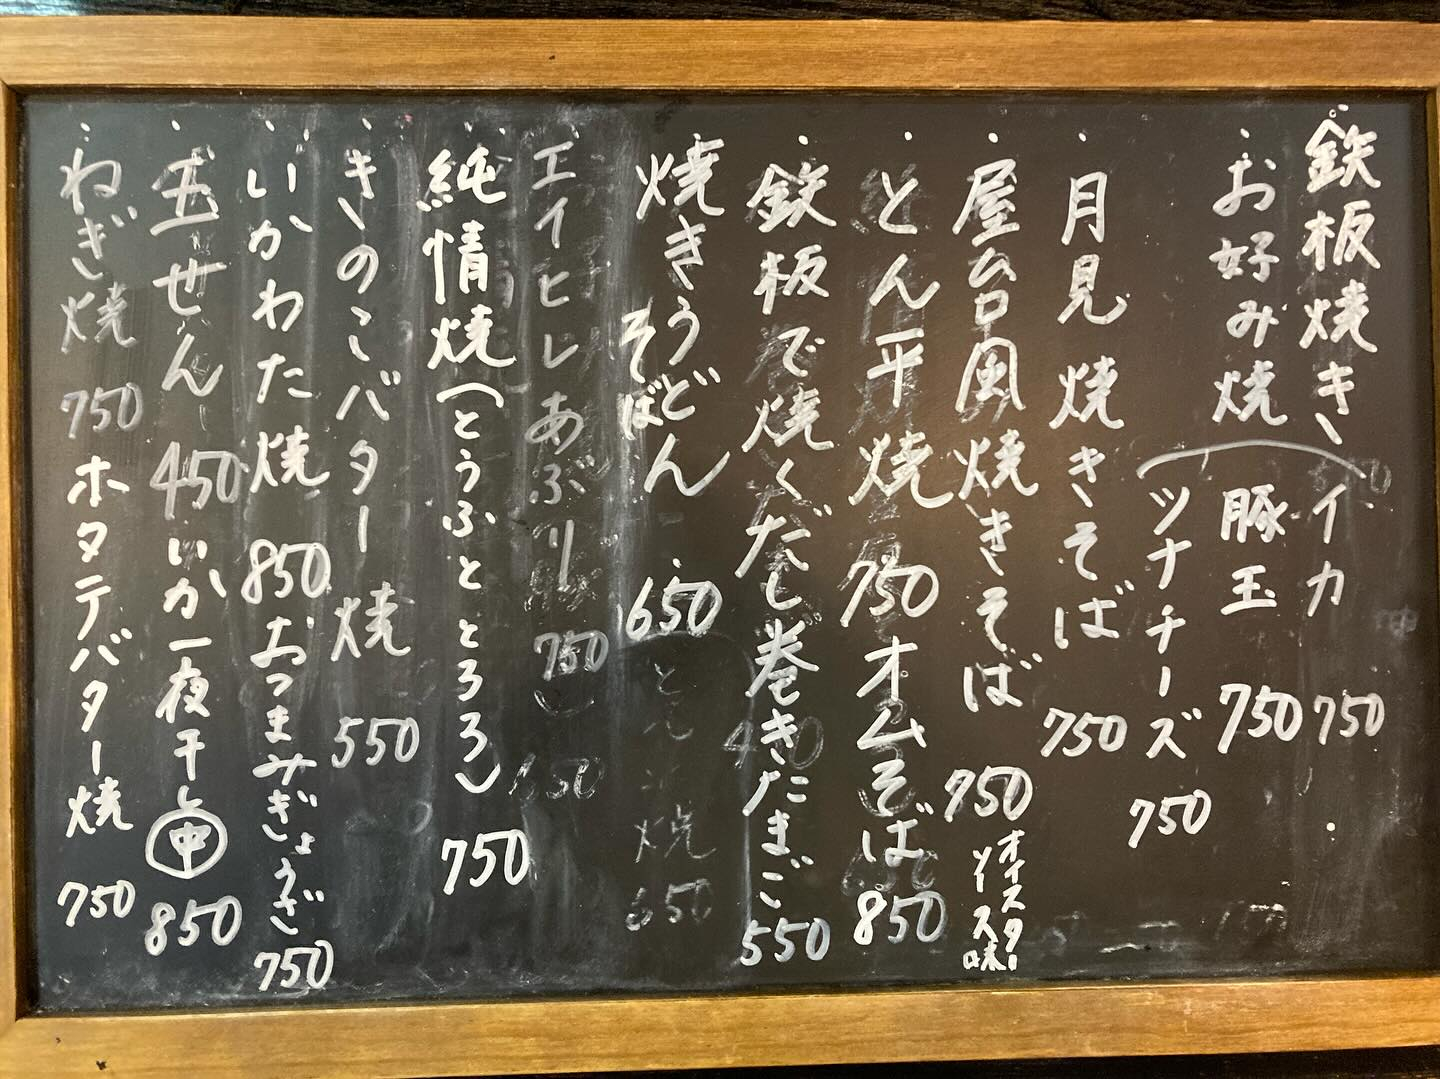 鉄板焼き
イカ 750
・お好み焼 豚玉 750
ツナチーズ 750
・月見焼きそば 750
・屋台風焼きそば 750
オイスターソース味
・とん平焼 750 オムそば 850
・鉄板で焼くだし巻きたまご 550
・焼きうどん 650
そば
エイヒレあぶり 750
・純情焼(とうふととろろ) 750
・きのこバター焼 550
・いかわた焼 850 おつまみぎょうざ 750
・玉せん 450 いか一夜干し 中 850
・ねぎ焼 750 ホタテバター焼 750